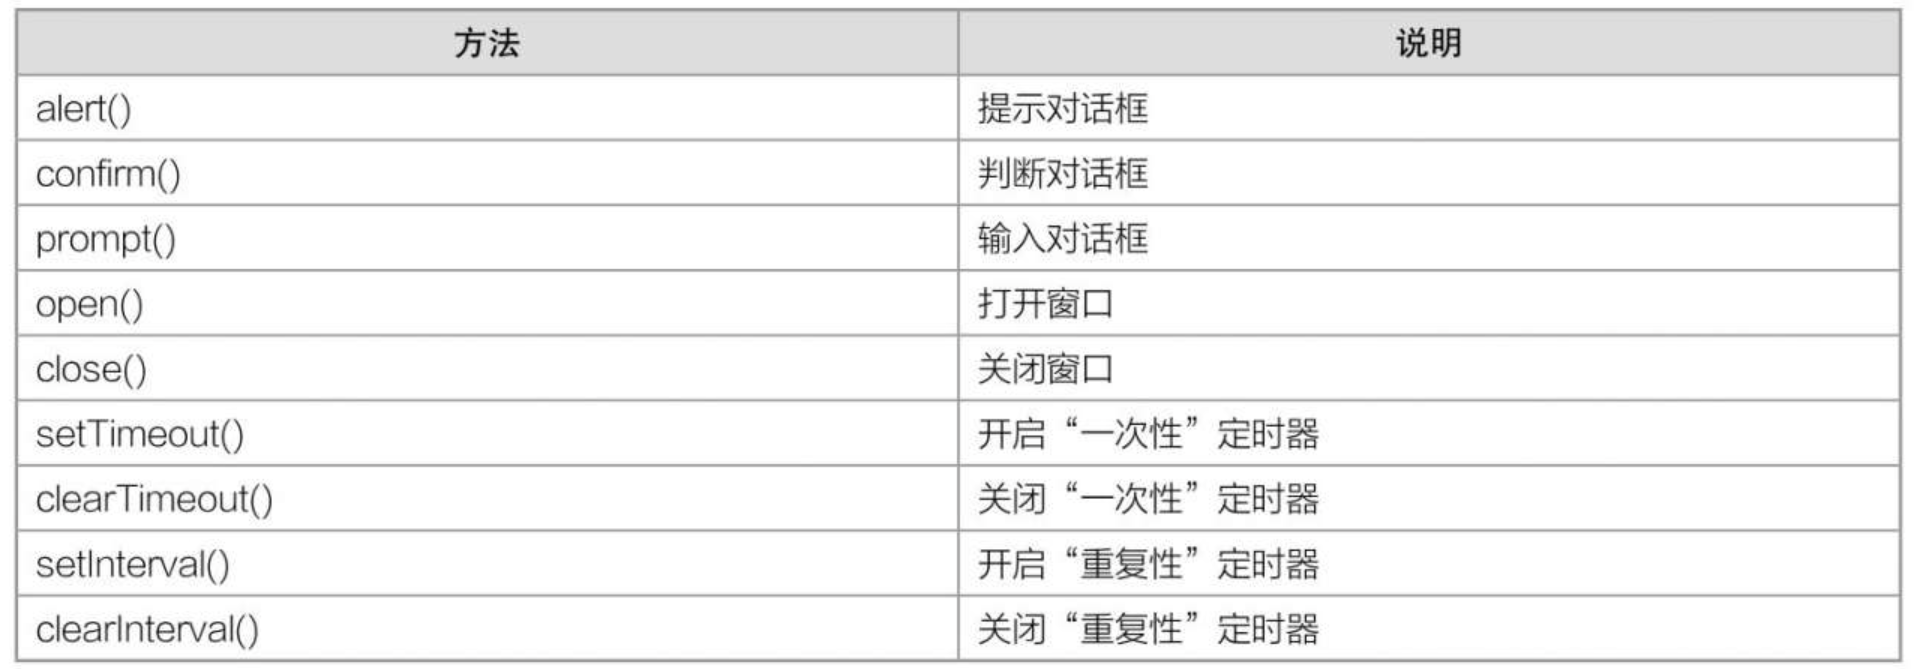 方法 说明
alert() 提示对话框
confirm() 判断对话框
prompt() 输入对话框
open() 打开窗口
close() 关闭窗口
setTimeout() 开启“一次性”定时器
clearTimeout() 关闭“一次性”定时器
setInterval() 开启“重复性”定时器
clearInterval() 关闭“重复性”定时器